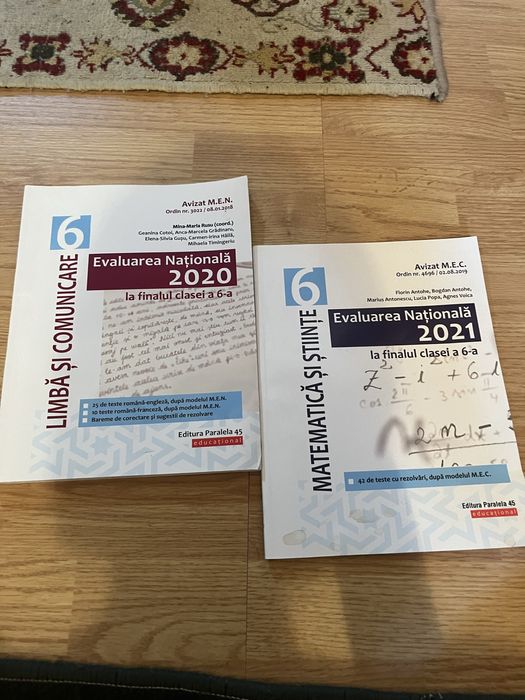 Avizat M.E.N.
Ordin nr. 3022 / 08.01.2018
Mina-Maria Rusu (coord.)
Geanina Cotoi, Anca-Marcela Grădinaru,
Elena-Silvia Guțu, Carmen-Irina Hăilă,
Mihaela Timingeriu
6
LIMBĂ ȘI COMUNICARE
Evaluarea Națională
2020
la finalul clasei a 6-a
25 de teste română-engleză, după modelul M.E.N.
10 teste română-franceză, după modelul M.E.N.
Bareme de corectare și sugestii de rezolvare
Editura Paralela 45
educațional
Avizat M.E.C.
Ordin nr. 4696 / 02.08.2019
Florin Antohe, Bogdan Antohe,
Marius Antonescu, Lucia Popa, Agnes Voica
6
MATEMATICĂ ȘI ȘTIINȚE
Evaluarea Națională
2021
la finalul clasei a 6-a
42 de teste cu rezolvări, după modelul M.E.C.
Editura Paralela 45
educațional